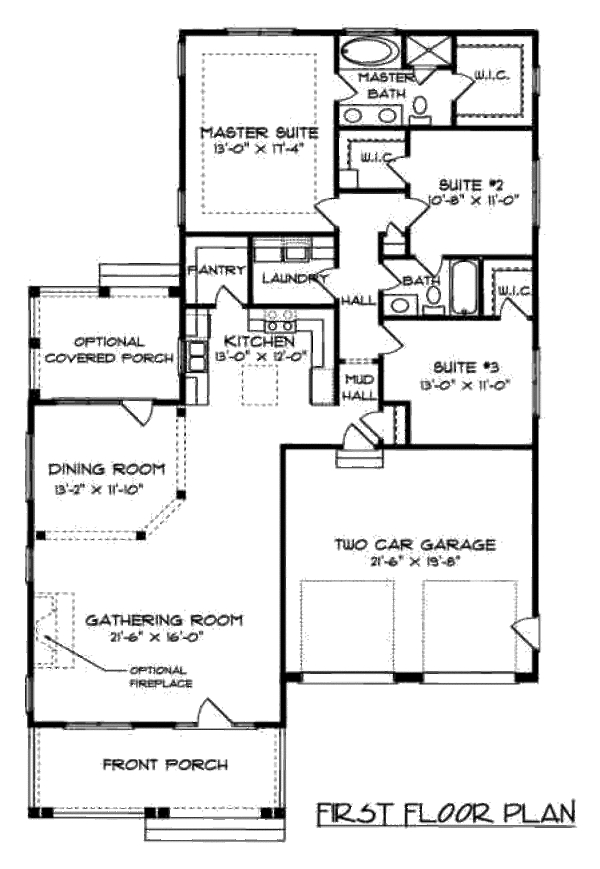 MASTER SUITE
13'-0" X 17'-4"
MASTER
BATH
W.I.C.
W.I.C.
SUITE #2
10'-8" X 11'-0"
PANTRY
LAUNDRY
HALL
BATH
W.I.C.
OPTIONAL
COVERED PORCH
KITCHEN
13'-0" X 12'-0"
MUD
HALL
SUITE #3
13'-0" X 11'-0"
DINING ROOM
13'-2" X 11'-10"
TWO CAR GARAGE
21'-6" X 19'-8"
GATHERING ROOM
21'-6" X 16'-0"
OPTIONAL
FIREPLACE
FRONT PORCH
FIRST FLOOR PLAN